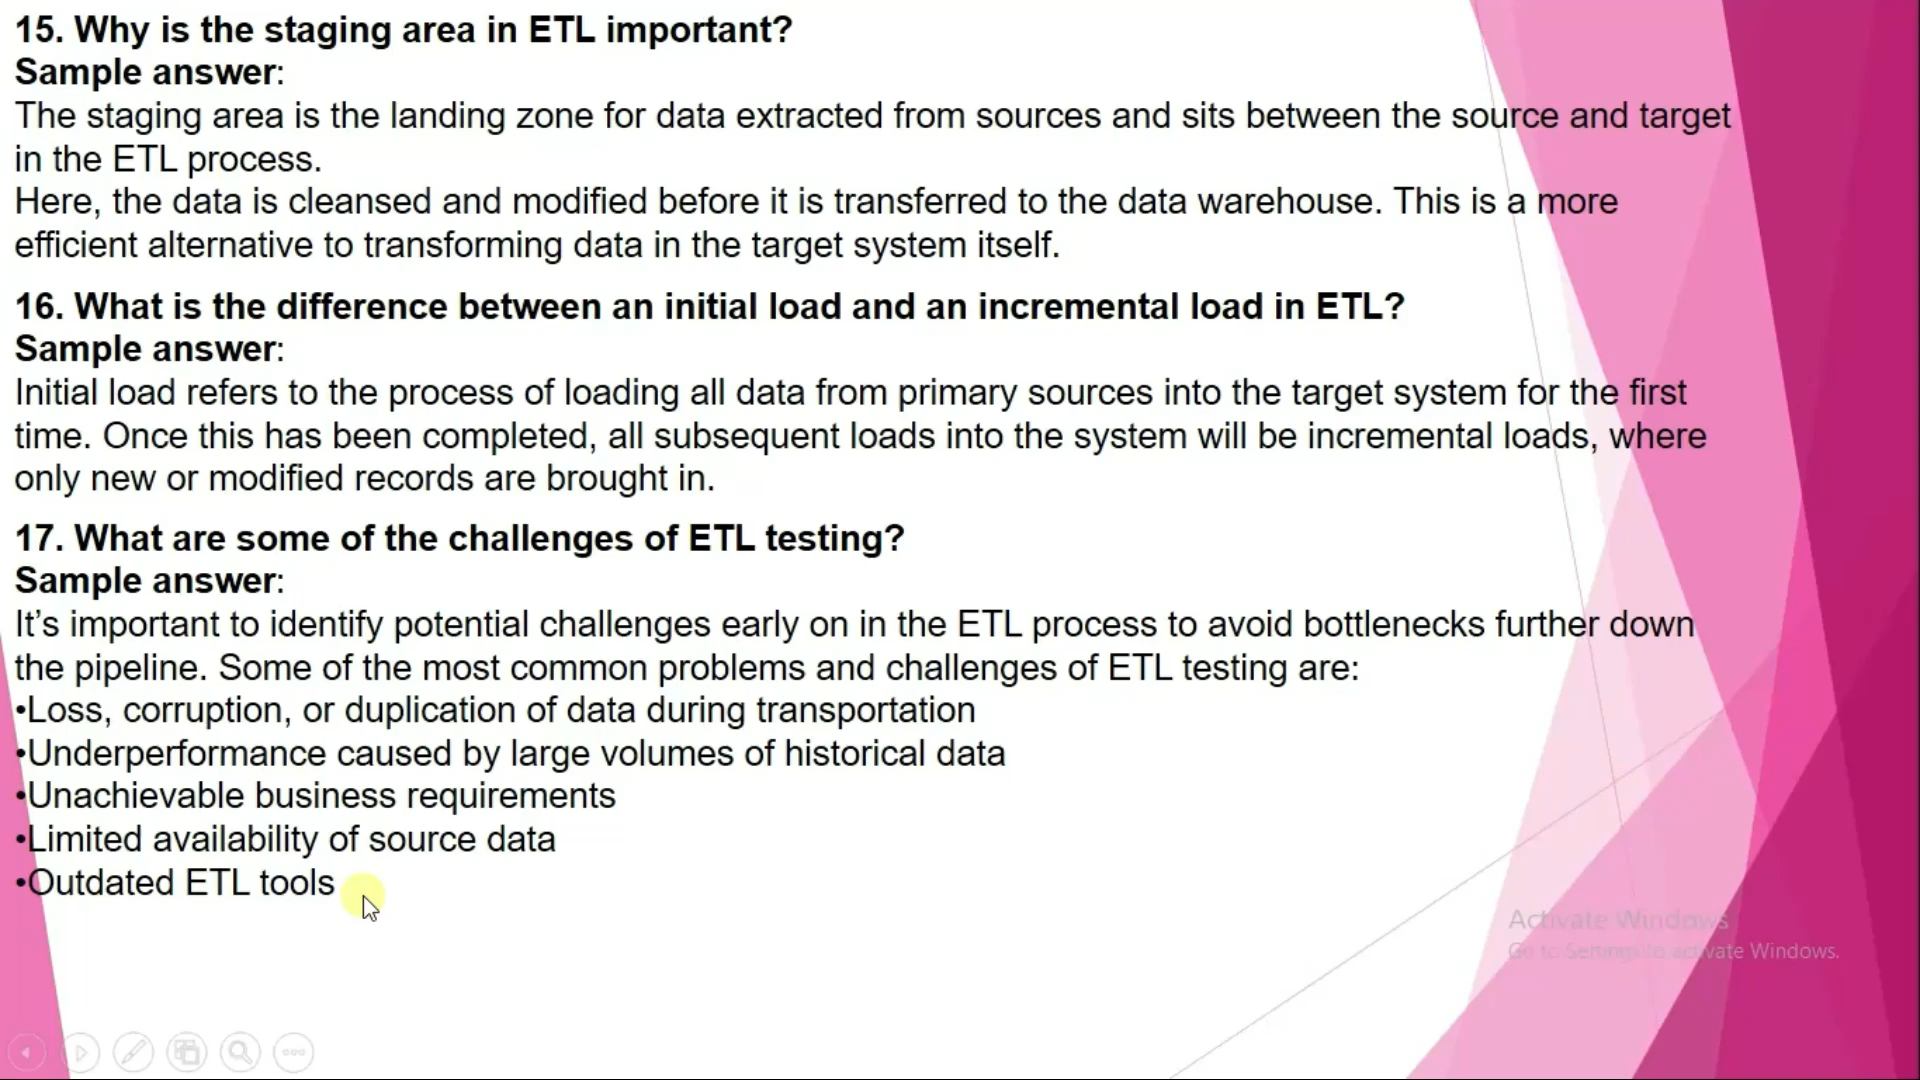 15. Why is the staging area in ETL important?
Sample answer:
The staging area is the landing zone for data extracted from sources and sits between the source and target
in the ETL process.
Here, the data is cleansed and modified before it is transferred to the data warehouse. This is a more
efficient alternative to transforming data in the target system itself.
16. What is the difference between an initial load and an incremental load in ETL?
Sample answer:
Initial load refers to the process of loading all data from primary sources into the target system for the first
time. Once this has been completed, all subsequent loads into the system will be incremental loads, where
only new or modified records are brought in.
17. What are some of the challenges of ETL testing?
Sample answer:
It’s important to identify potential challenges early on in the ETL process to avoid bottlenecks further down
the pipeline. Some of the most common problems and challenges of ETL testing are:
•Loss, corruption, or duplication of data during transportation
•Underperformance caused by large volumes of historical data
•Unachievable business requirements
•Limited availability of source data
•Outdated ETL tools
Activate Windows
Go to Settings to activate Windows.